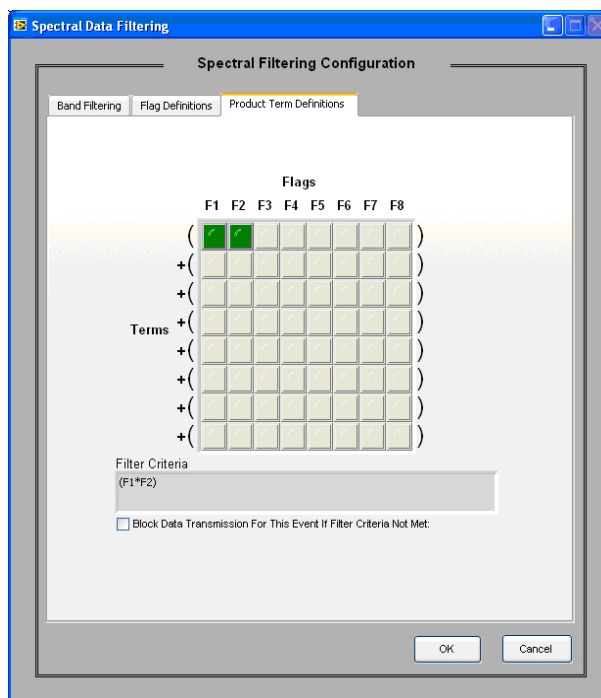 Spectral Data Filtering
Spectral Filtering Configuration
Band Filtering Flag Definitions Product Term Definitions
Flags
F1 F2 F3 F4 F5 F6 F7 F8
( )
+( )
+( )
Terms +( )
+( )
+( )
+( )
+( )
Filter Criteria
(F1*F2)
Block Data Transmission For This Event If Filter Criteria Not Met:
OK Cancel